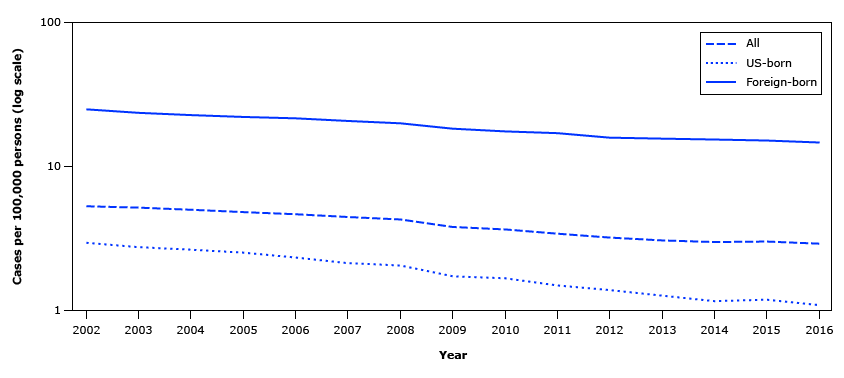 100
10
1
Cases per 100,000 persons (log scale)
All
US-born
Foreign-born
2002 2003 2004 2005 2006 2007 2008 2009 2010 2011 2012 2013 2014 2015 2016
Year